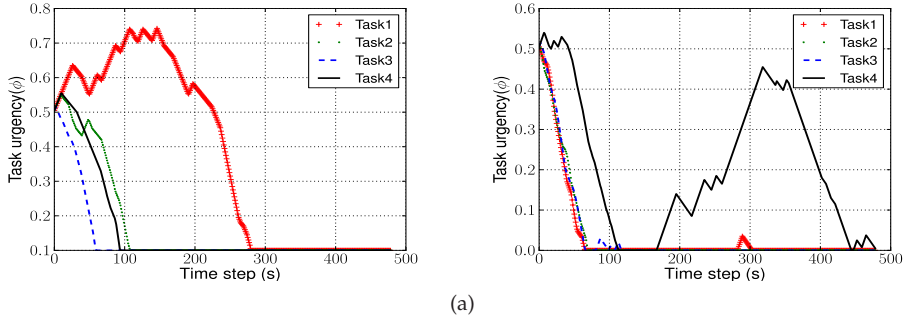 0.8
0.7
0.6
0.5
0.4
0.3
0.2
0.1
Task urgency(ϕ)
0 100 200 300 400 500
Time step (s)
Task1
Task2
Task3
Task4
0.6
0.5
0.4
0.3
0.2
0.1
0.0
Task urgency(ϕ)
0 100 200 300 400 500
Time step (s)
Task1
Task2
Task3
Task4
(a)